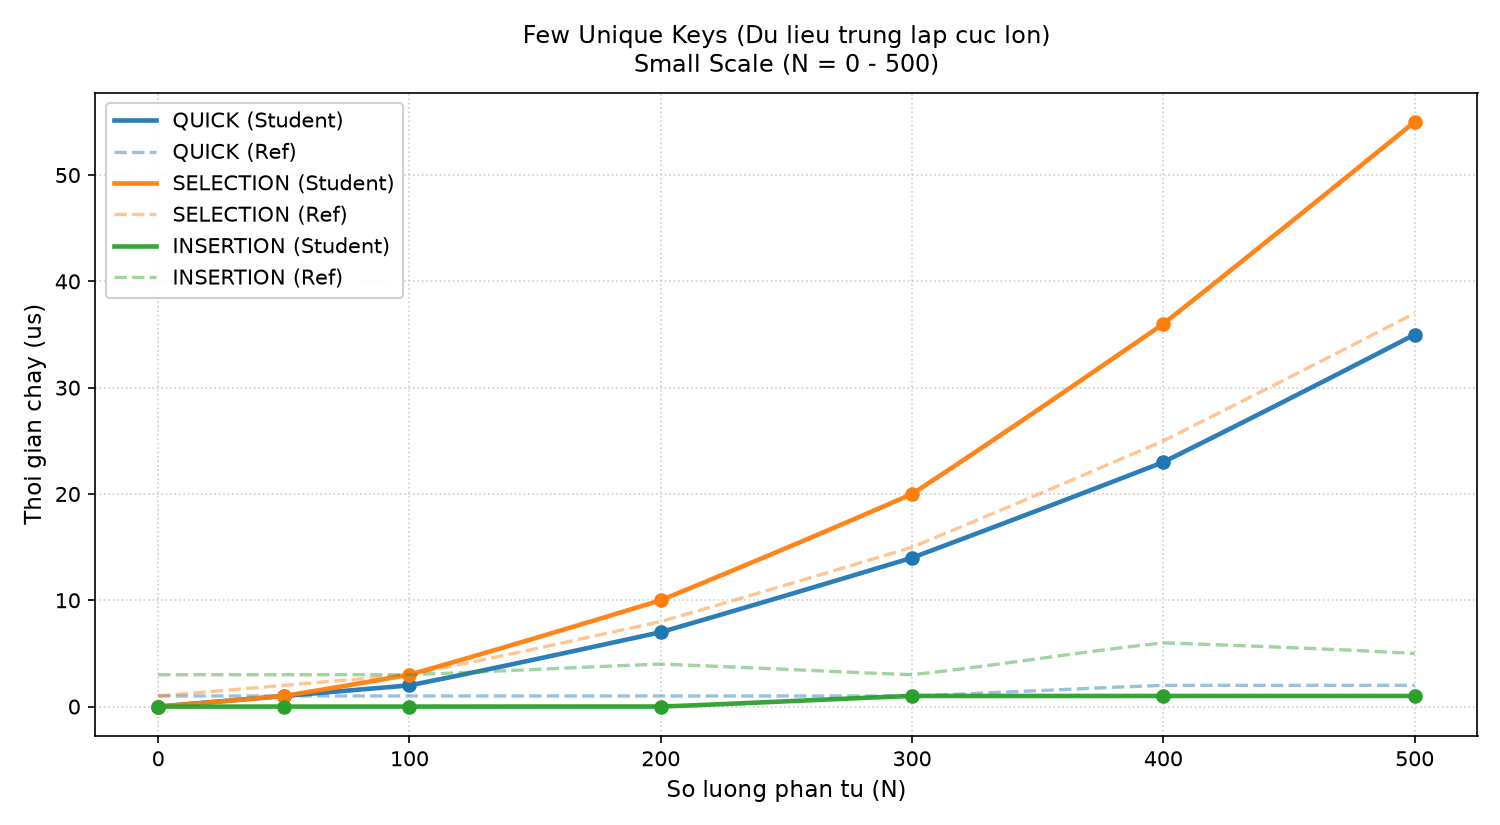 Few Unique Keys (Du lieu trung lap cuc lon)
Small Scale (N = 0 - 500)
QUICK (Student)
QUICK (Ref)
SELECTION (Student)
SELECTION (Ref)
INSERTION (Student)
INSERTION (Ref)
Thoi gian chay (us)
50
40
30
20
10
0
0
100
200
300
400
500
So luong phan tu (N)